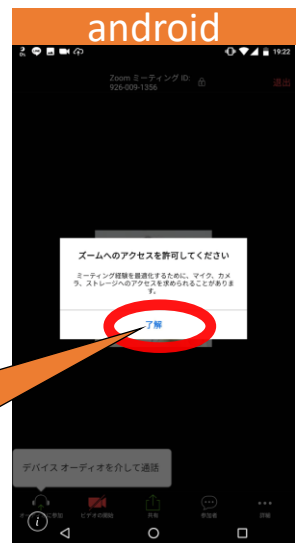 android
19:22
Zoom ミーティング ID:
926-009-1356
退出
ズームへのアクセスを許可してください
ミーティング経験を最適化するために、マイク、カメ
ラ、ストレージへのアクセスを求められることがありま
す。
了解
デバイス オーディオを介して通話
ビデオの開始
共有
参加者
詳細